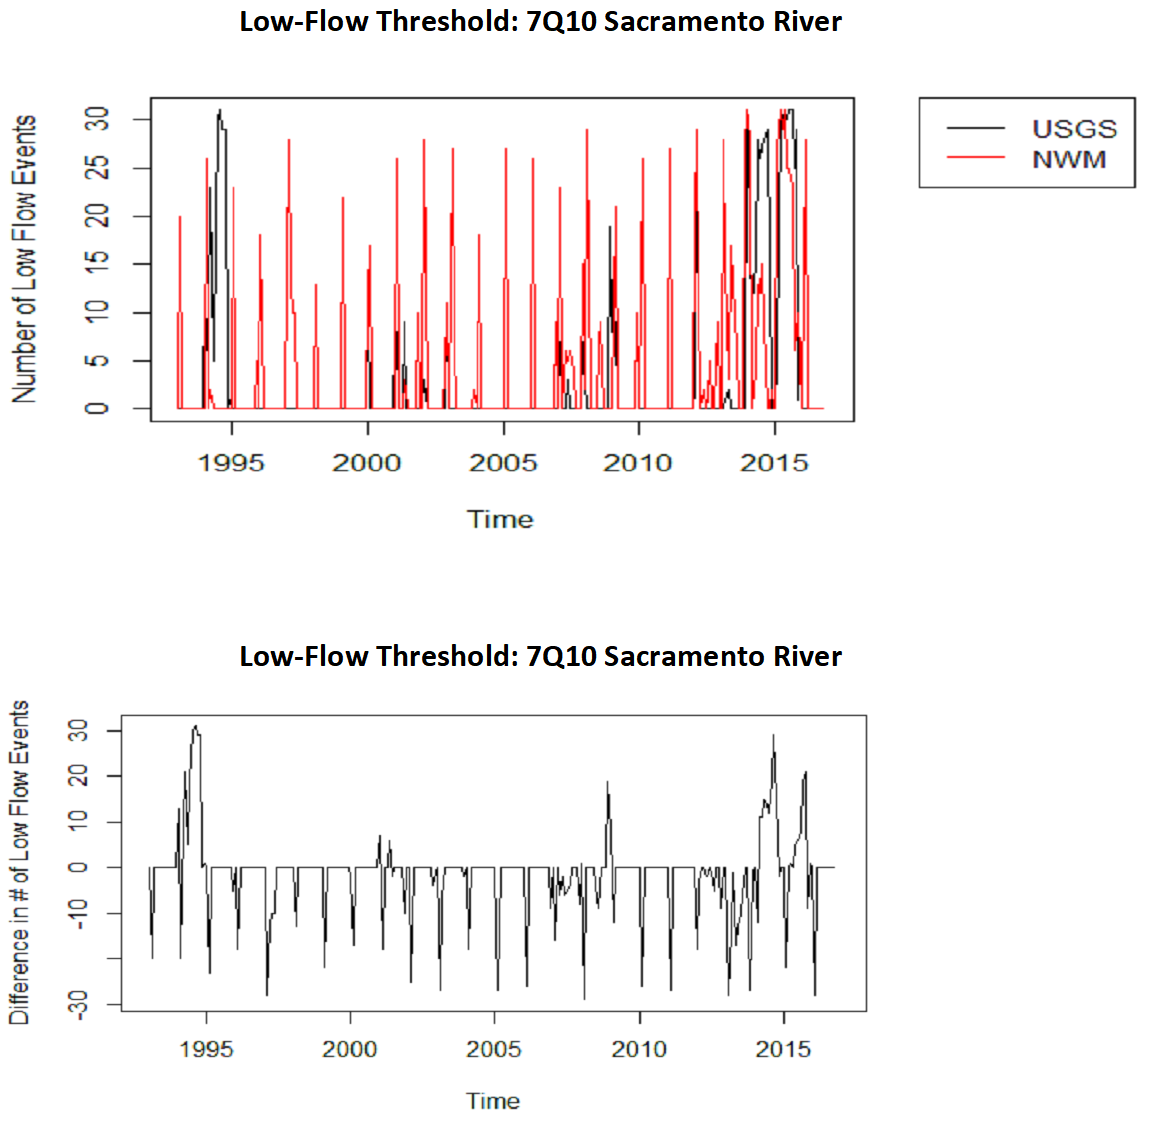 Low-Flow Threshold: 7Q10 Sacramento River
Number of Low Flow Events
30
25
20
15
10
5
0
1995 2000 2005 2010 2015
Time
USGS
NWM
Low-Flow Threshold: 7Q10 Sacramento River
Difference in # of Low Flow Events
30
20
10
0
-10
-30
1995 2000 2005 2010 2015
Time